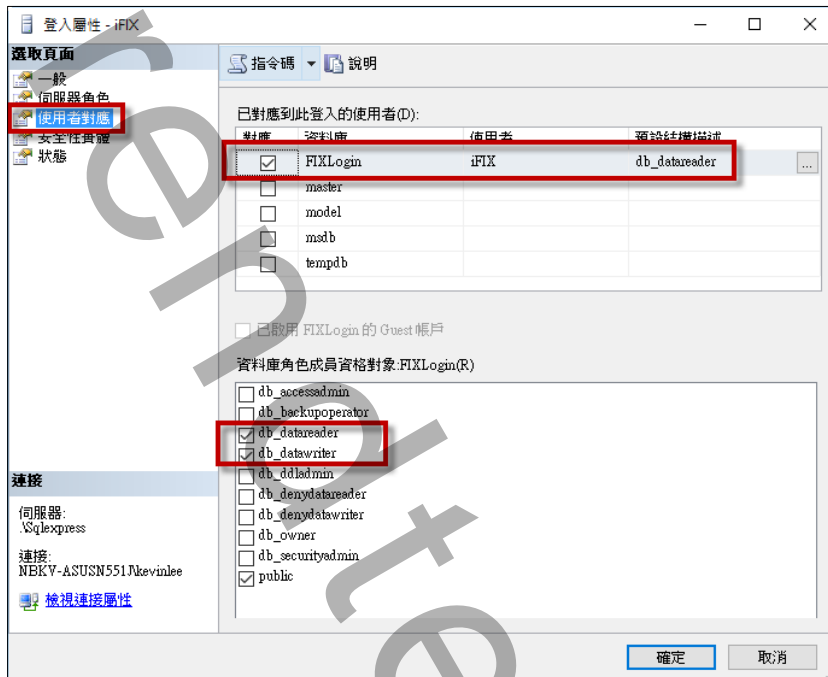 登入屬性 - iFIX
選取頁面
一般
伺服器角色
使用者對應
安全性實體
狀態
指令碼 說明
已對應到此登入的使用者(D):
對應 資料庫 使用者 預設結構描述
FIXLogin iFIX db_datareader ...
master
model
msdb
tempdb
已啟用 FIXLogin 的 Guest 帳戶
資料庫角色成員資格對象:FIXLogin(R)
db_accessadmin
db_backupoperator
db_datareader
db_datawriter
db_ddladmin
db_denydatareader
db_denydatawriter
db_owner
db_securityadmin
public
連接
伺服器:
.\Sqlexpress
連接:
NBKV-ASUSN551J\kevinlee
檢視連接屬性
確定 取消